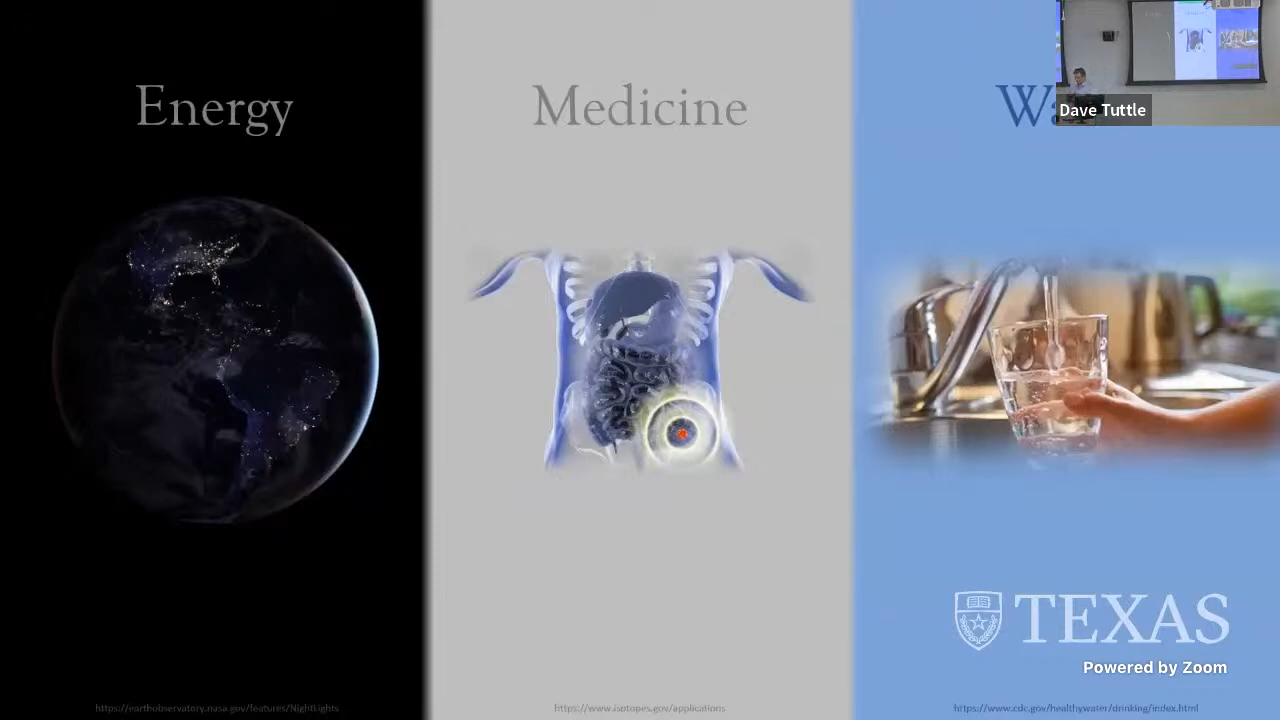 Energy
Medicine
Dave Tuttle
TEXAS
Powered by Zoom
https://earthobservatory.nasa.gov/features/NightLights
https://www.isotopes.gov/applications
https://www.cdc.gov/healthywater/drinking/index.html